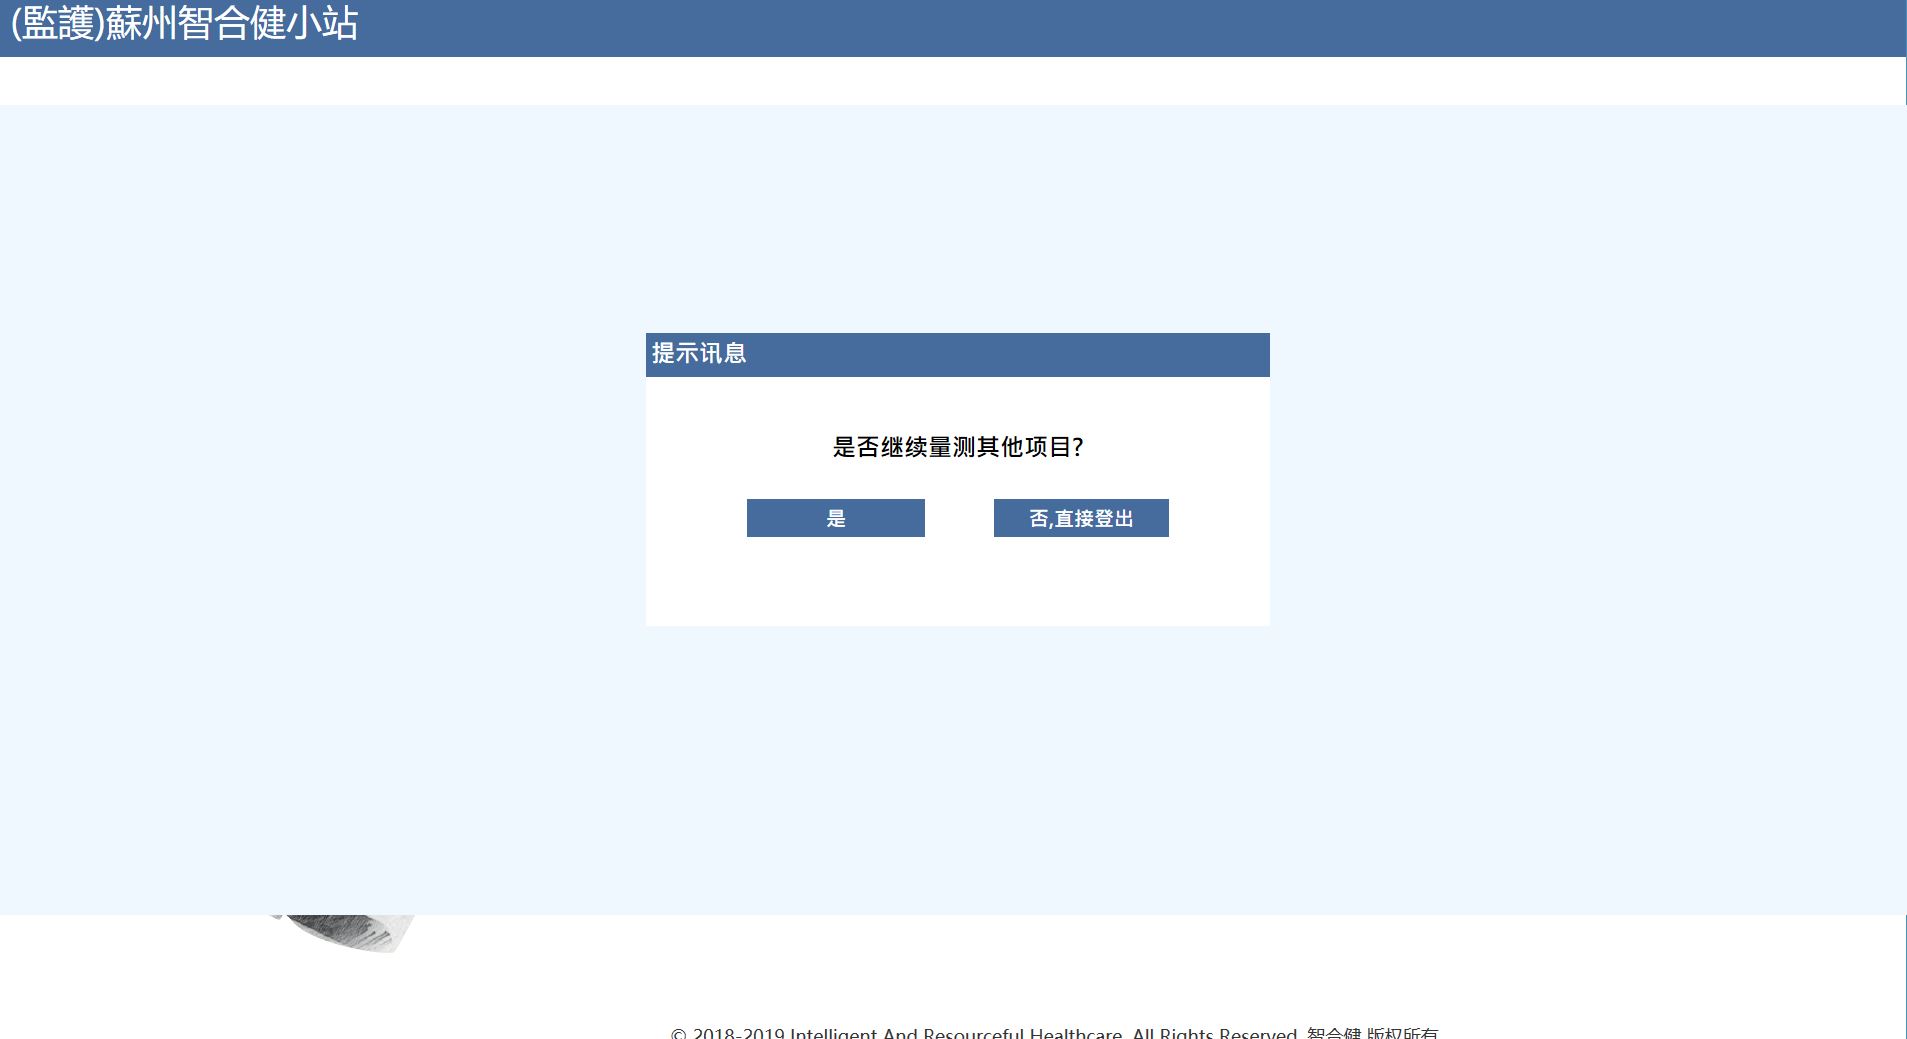 (監護)蘇州智合健小站
提示讯息
是否继续量测其他项目?
是
否,直接登出
© 2018-2019 Intelligent And Resourceful Healthcare. All Rights Reserved. 智合健 版权所有